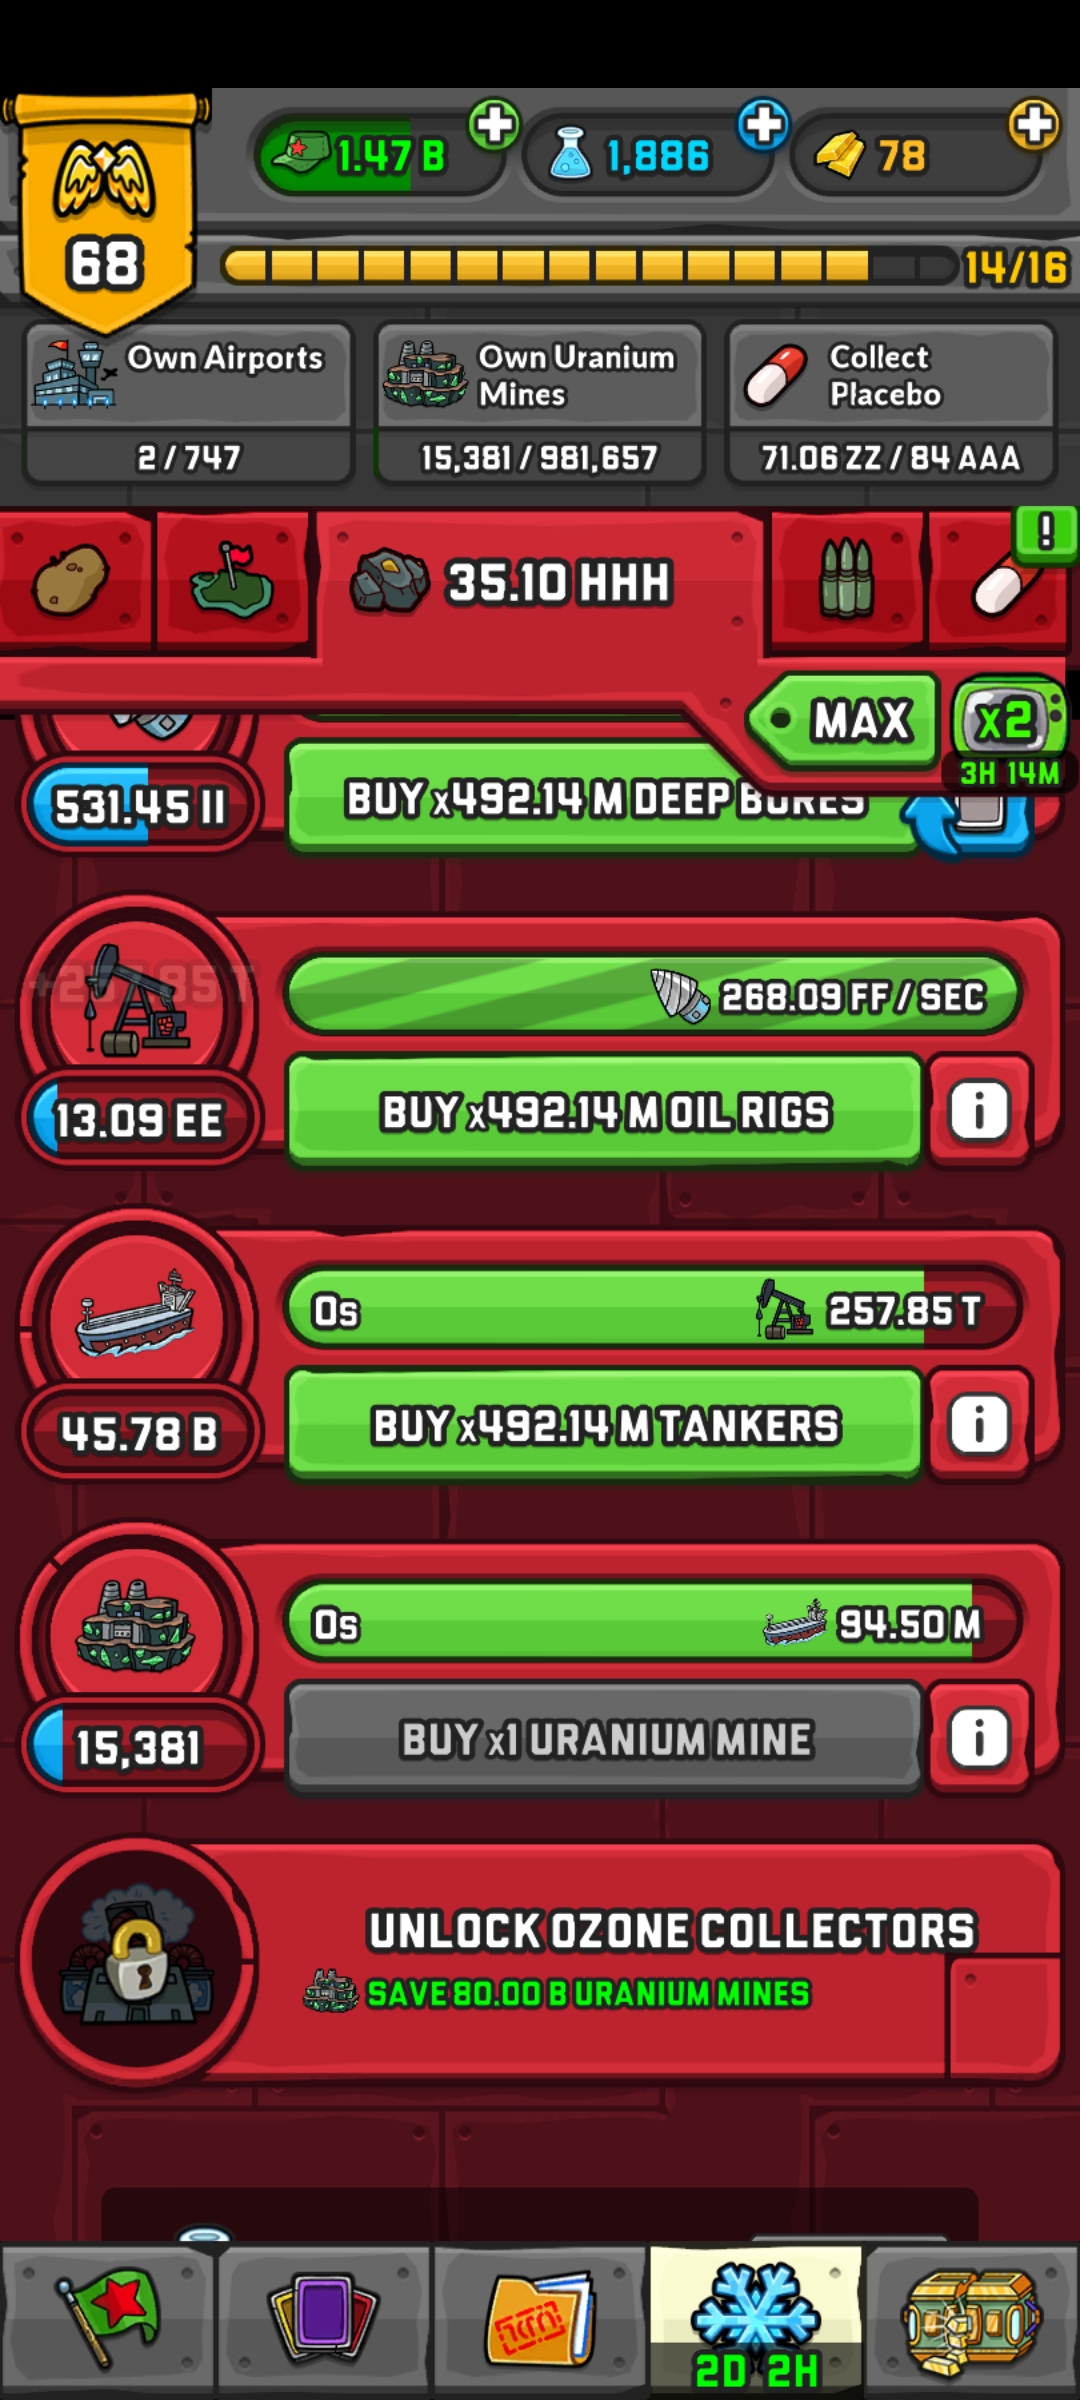 1.47 B
1,886
78
68
14/16
Own Airports
2 / 747
Own Uranium
Mines
15,381 / 981,657
Collect
Placebo
71.06 ZZ / 84 AAA
!
35.10 HHH
MAX
x2
3H 14M
531.45 II
BUY x492.14 M DEEP BORES
+257.85 T
268.09 FF / SEC
13.09 EE
BUY x492.14 M OIL RIGS
i
0s
257.85 T
45.78 B
BUY x492.14 M TANKERS
i
0s
94.50 M
15,381
BUY x1 URANIUM MINE
i
UNLOCK OZONE COLLECTORS
SAVE 80.00 B URANIUM MINES
2D 2H